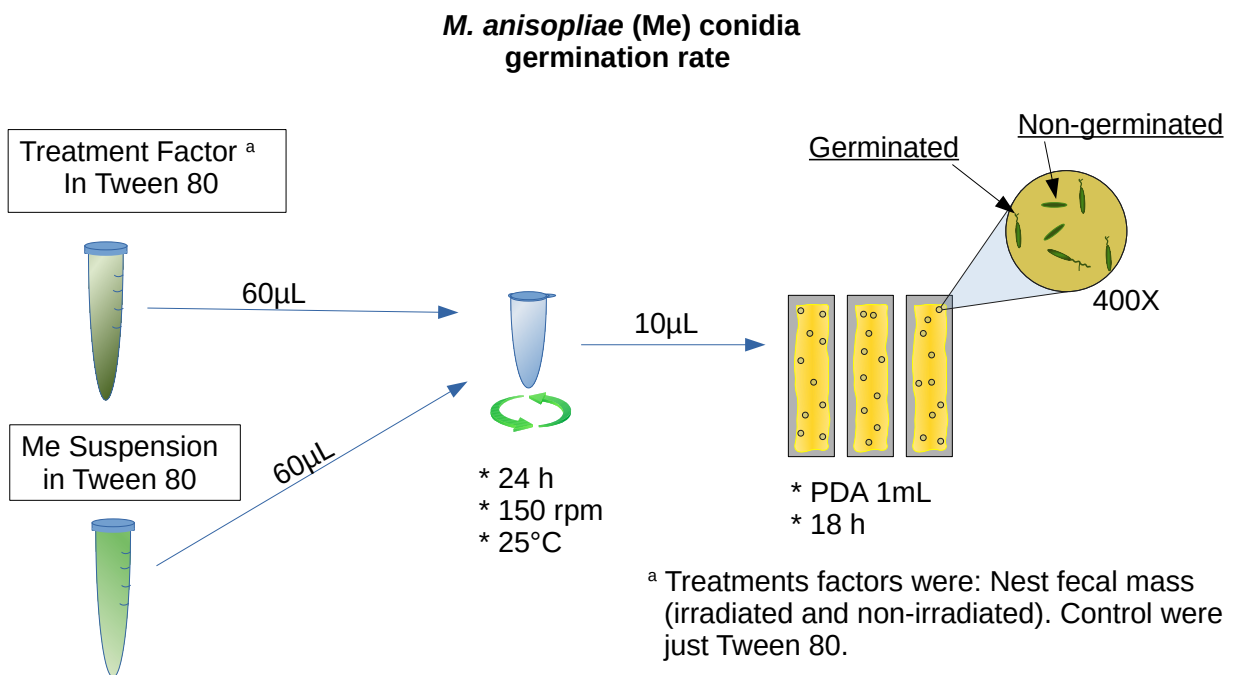 M. anisopliae (Me) conidia
germination rate
Treatment Factor ᵃ
In Tween 80
Non-germinated
Germinated
60µL
10µL
400X
Me Suspension
in Tween 80
60µL
* 24 h
* 150 rpm
* 25°C
* PDA 1mL
* 18 h
ᵃ Treatments factors were: Nest fecal mass
(irradiated and non-irradiated). Control were
just Tween 80.